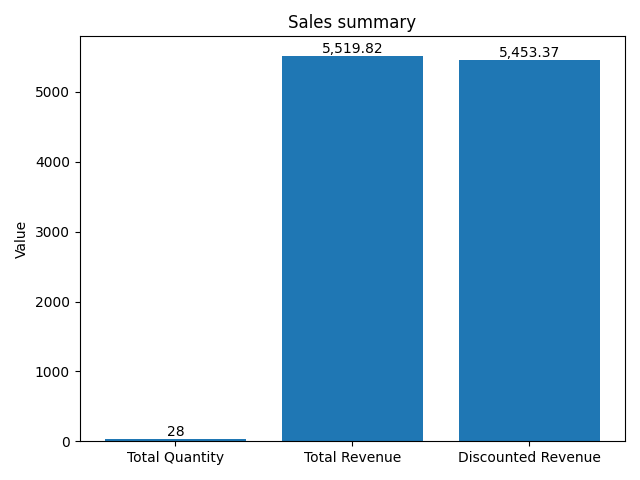 Sales summary
5,519.82
5,453.37
28
Value
5000
4000
3000
2000
1000
0
Total Quantity
Total Revenue
Discounted Revenue